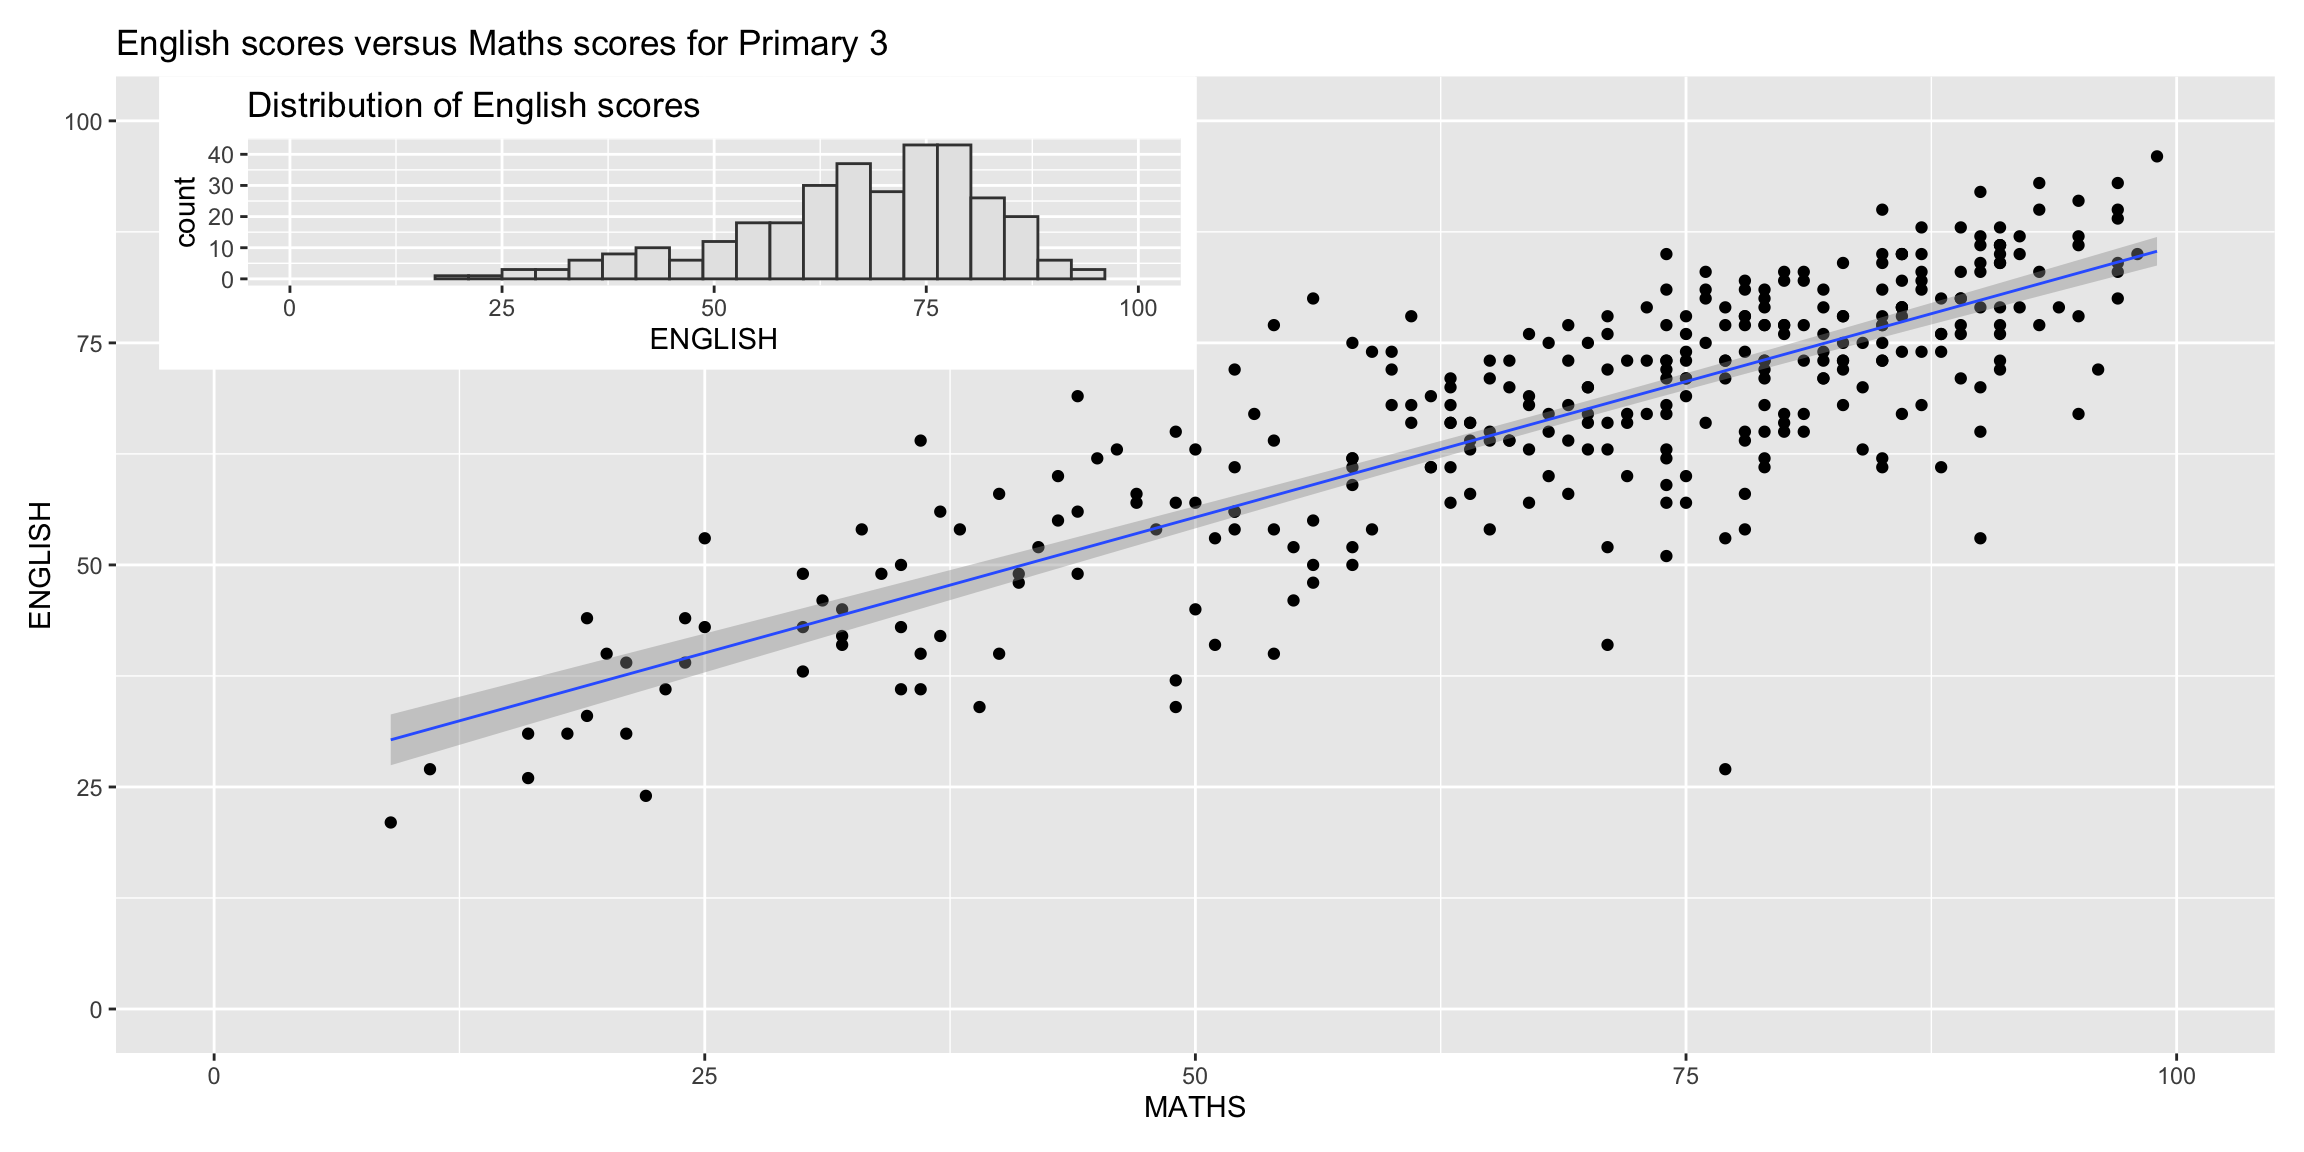 English scores versus Maths scores for Primary 3
Distribution of English scores
count
40
30
20
10
0
0 25 50 75 100
ENGLISH
ENGLISH
100
75
50
25
0
0 25 50 75 100
MATHS